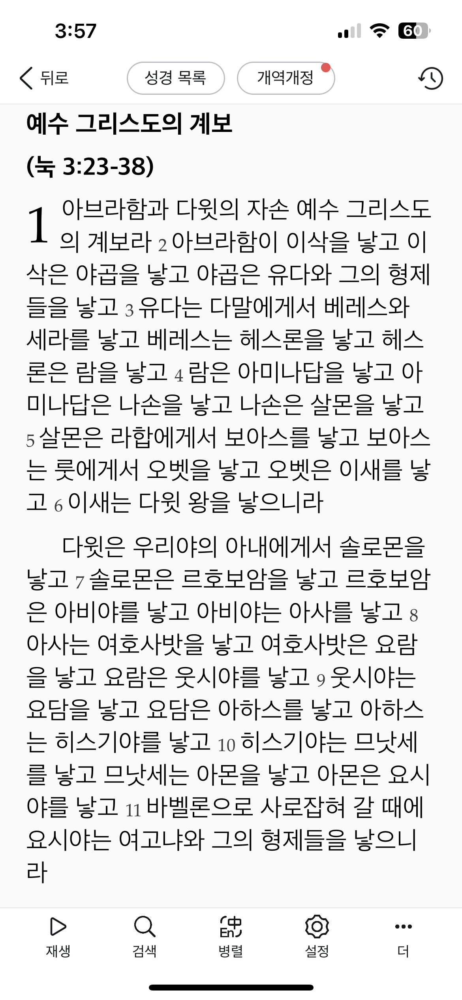 3:57
60
뒤로
성경 목록
개역개정
예수 그리스도의 계보
(눅 3:23-38)
1 아브라함과 다윗의 자손 예수 그리스도
의 계보라 2 아브라함이 이삭을 낳고 이
삭은 야곱을 낳고 야곱은 유다와 그의 형제
들을 낳고 3 유다는 다말에게서 베레스와
세라를 낳고 베레스는 헤스론을 낳고 헤스
론은 람을 낳고 4 람은 아미나답을 낳고 아
미나답은 나손을 낳고 나손은 살몬을 낳고
5 살몬은 라합에게서 보아스를 낳고 보아스
는 룻에게서 오벳을 낳고 오벳은 이새를 낳
고 6 이새는 다윗 왕을 낳으니라
다윗은 우리야의 아내에게서 솔로몬을
낳고 7 솔로몬은 르호보암을 낳고 르호보암
은 아비야를 낳고 아비야는 아사를 낳고 8
아사는 여호사밧을 낳고 여호사밧은 요람
을 낳고 요람은 웃시야를 낳고 9 웃시야는
요담을 낳고 요담은 아하스를 낳고 아하스
는 히스기야를 낳고 10 히스기야는 므낫세
를 낳고 므낫세는 아몬을 낳고 아몬은 요시
야를 낳고 11 바벨론으로 사로잡혀 갈 때에
요시야는 여고냐와 그의 형제들을 낳으니
라
中
En
재생
검색
병렬
설정
더